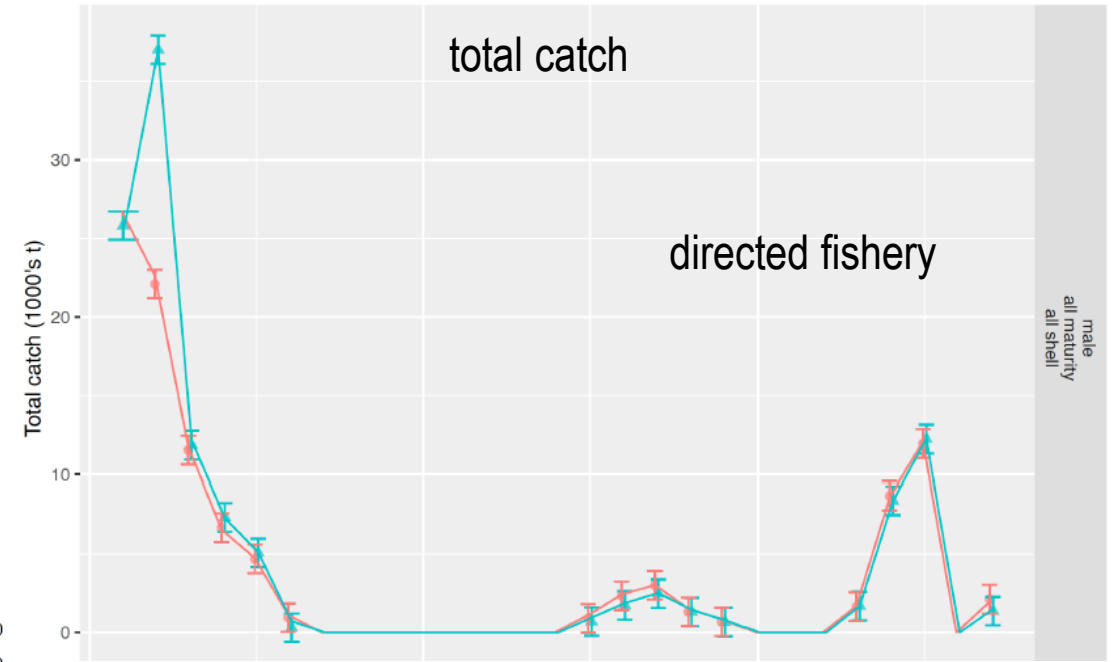 total catch
directed fishery
Total catch (1000's t)
30
20
10
0
male
all maturity
all shell